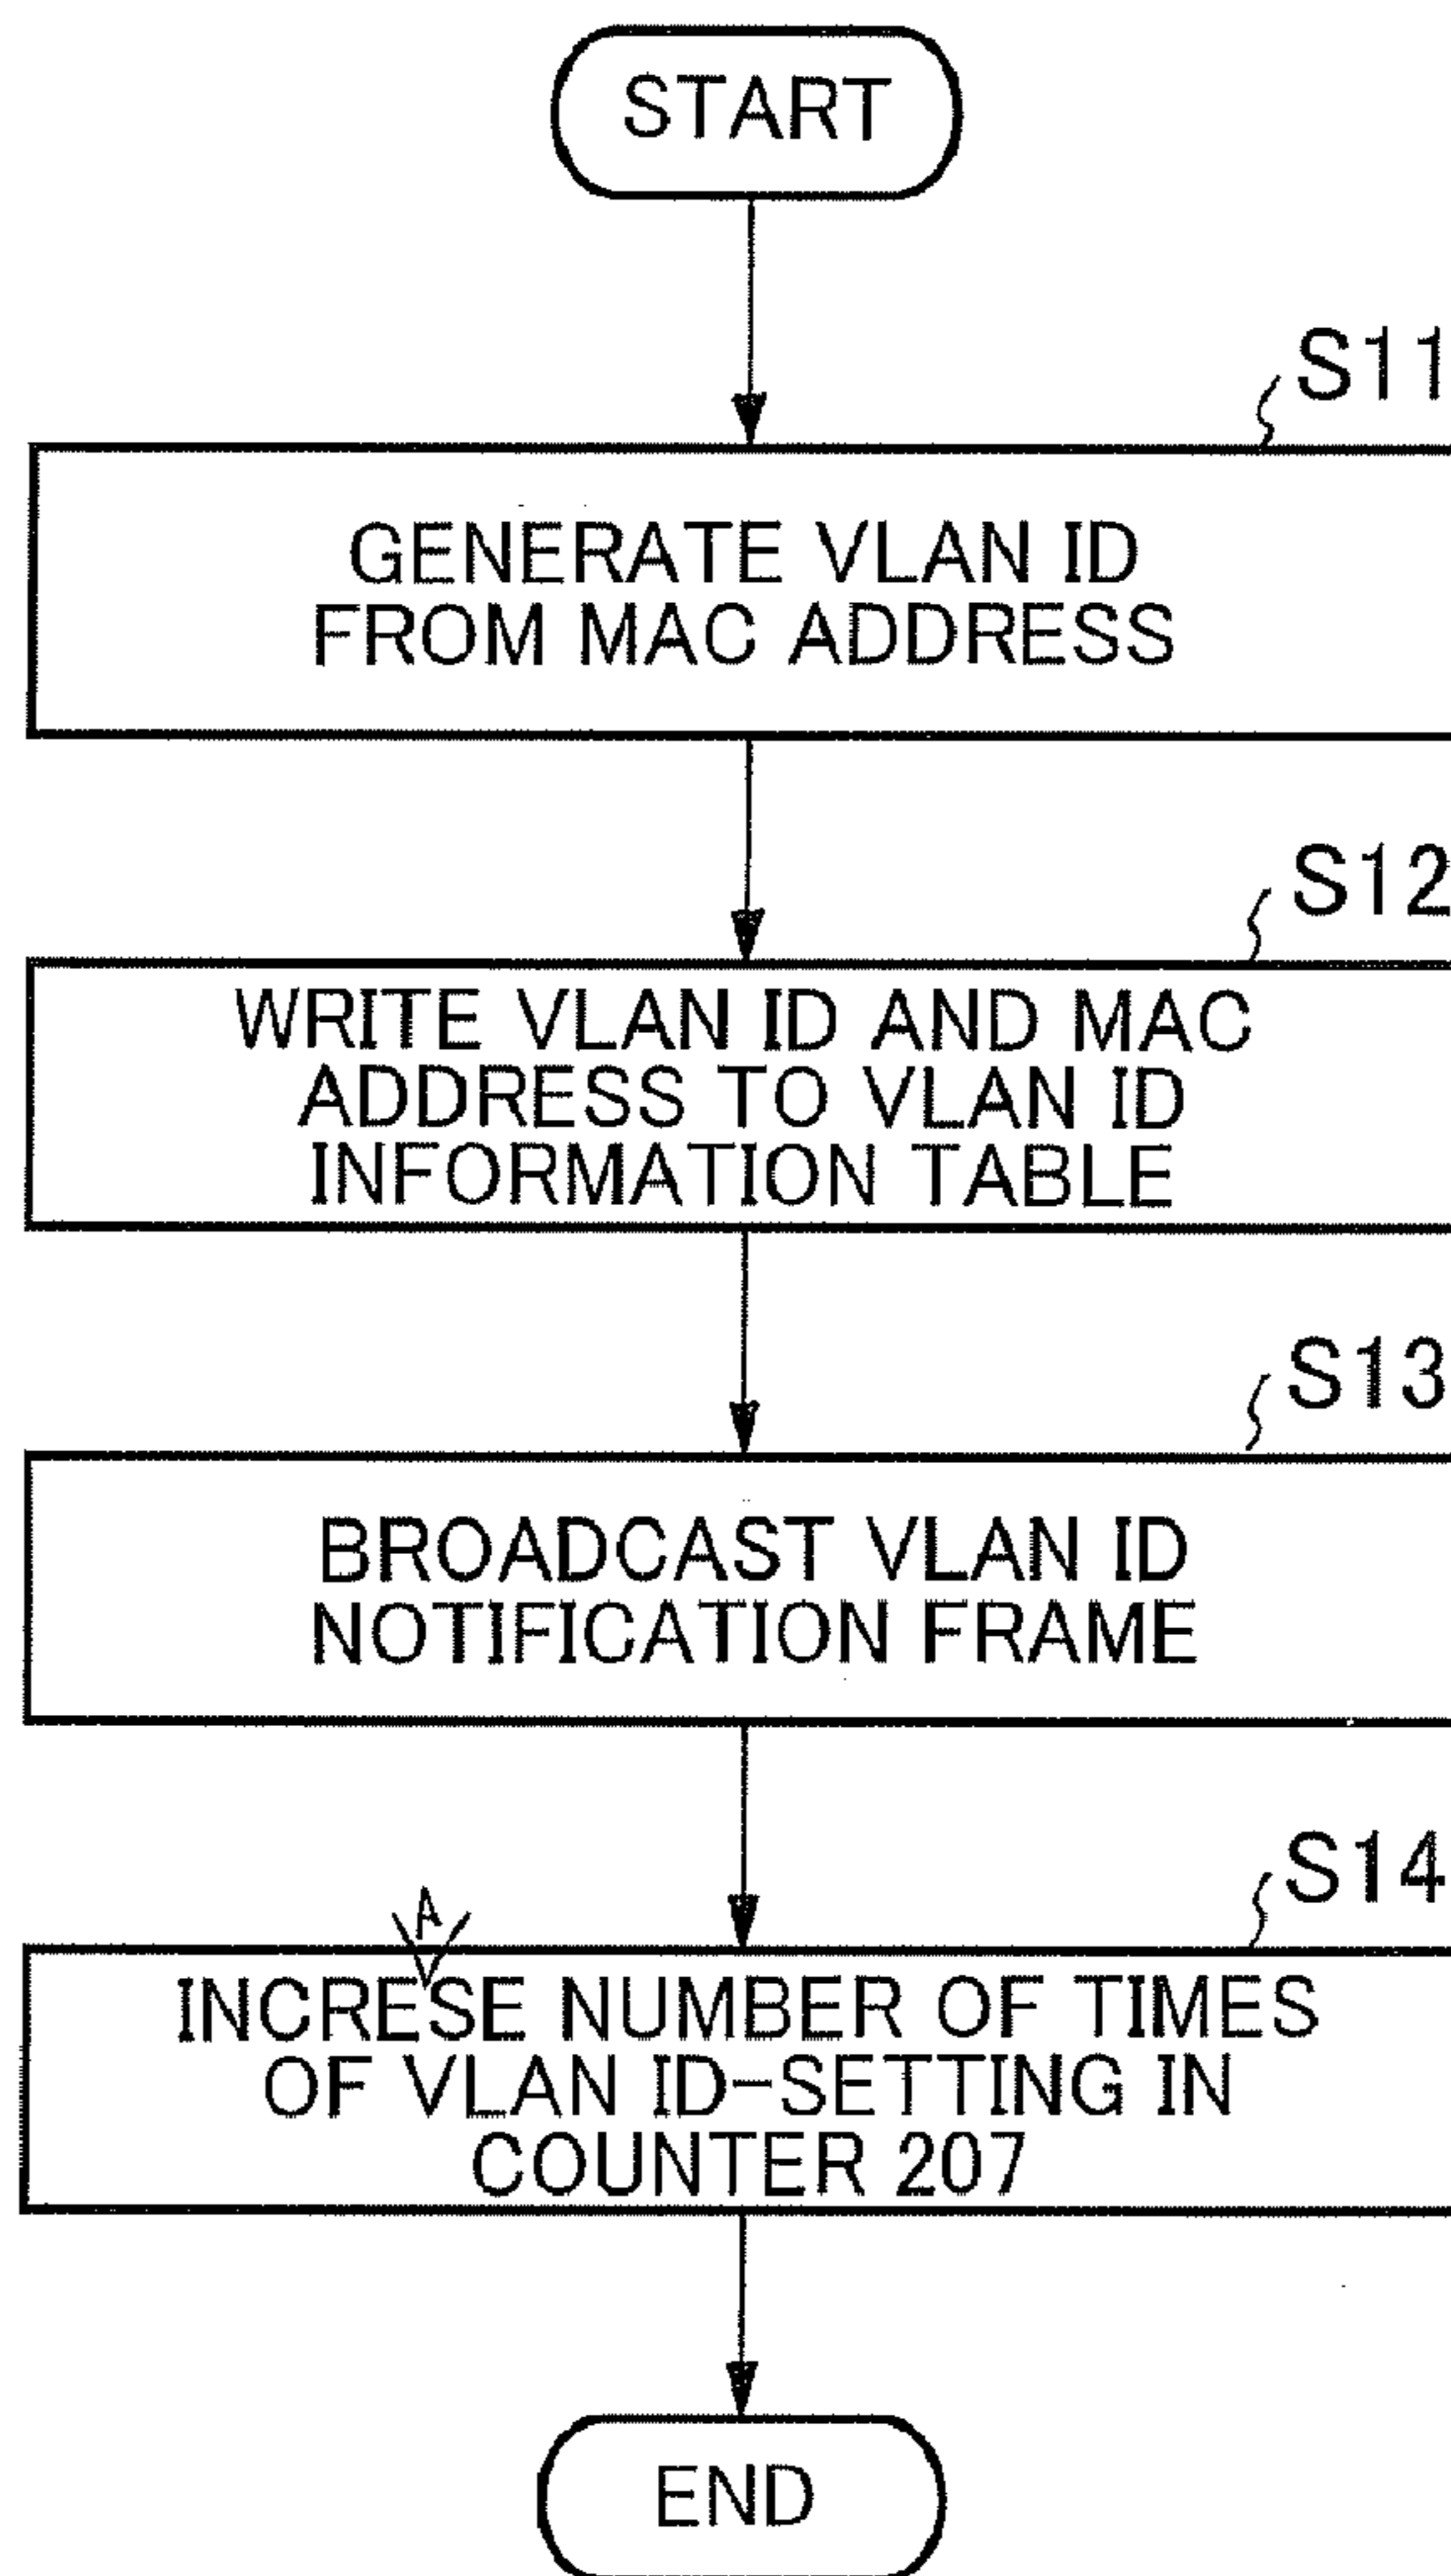 START
S11
GENERATE VLAN ID
FROM MAC ADDRESS
S12
WRITE VLAN ID AND MAC
ADDRESS TO VLAN ID
INFORMATION TABLE
S13
BROADCAST VLAN ID
NOTIFICATION FRAME
S14
A
INCRESE NUMBER OF TIMES
OF VLAN ID-SETTING IN
COUNTER 207
END